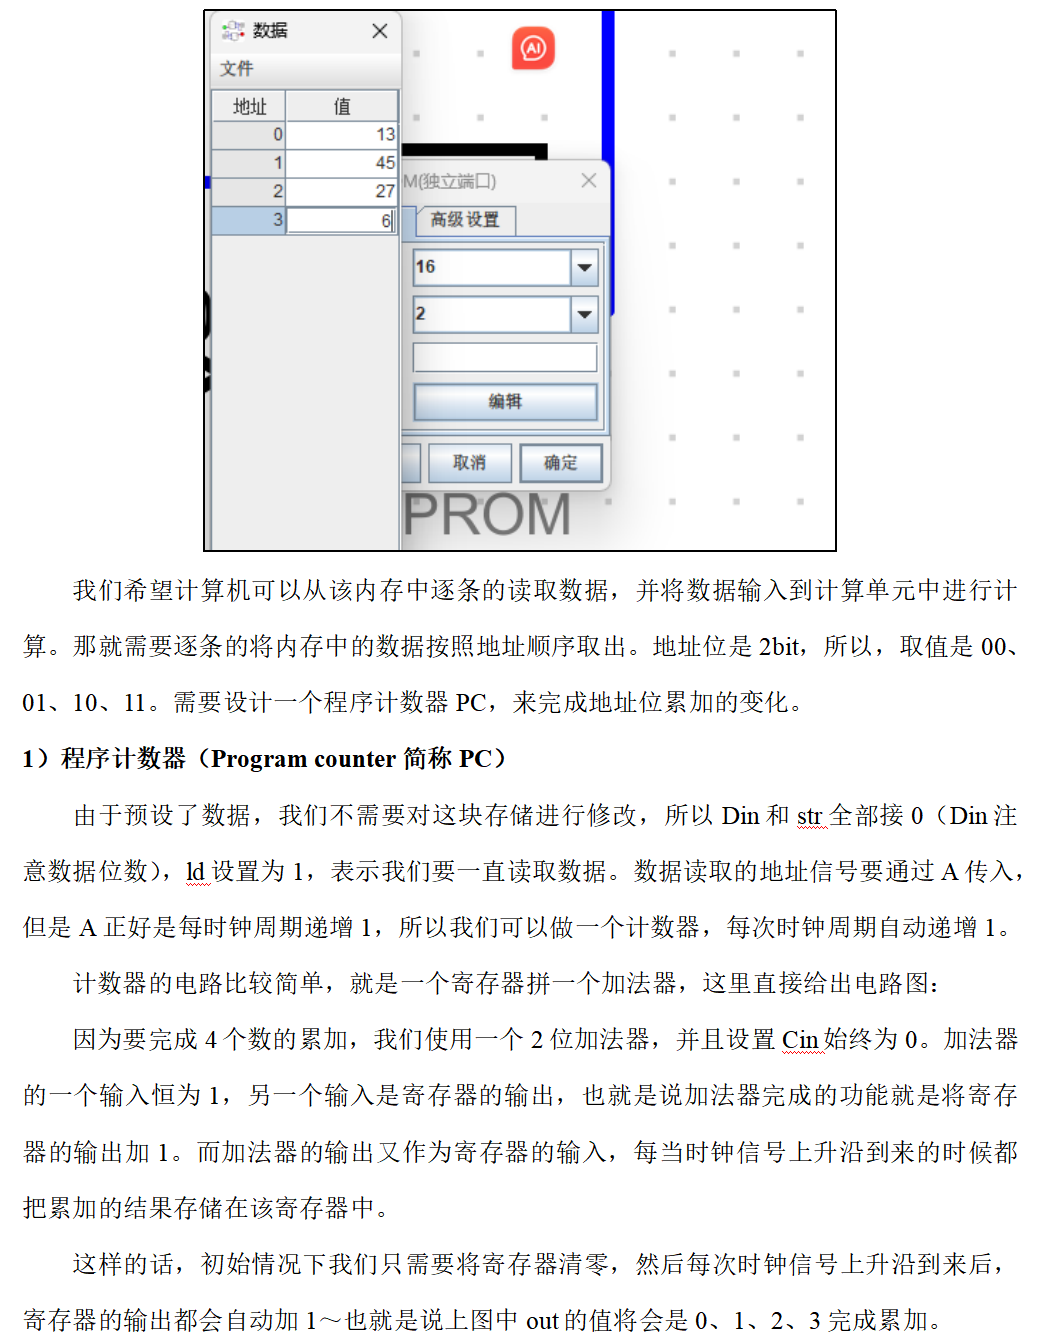 数据
文件
地址 值
0 13
1 45
2 27
3 6
AI
M(独立端口)
高级设置
16
2
编辑
取消 确定
PROM
我们希望计算机可以从该内存中逐条的读取数据，并将数据输入到计算单元中进行计
算。那就需要逐条的将内存中的数据按照地址顺序取出。地址位是 2bit，所以，取值是 00、
01、10、11。需要设计一个程序计数器 PC，来完成地址位累加的变化。
1）程序计数器（Program counter 简称 PC）
由于预设了数据，我们不需要对这块存储进行修改，所以 Din 和 str 全部接 0（Din 注
意数据位数），ld 设置为 1，表示我们要一直读取数据。数据读取的地址信号要通过 A 传入，
但是 A 正好是每时钟周期递增 1，所以我们可以做一个计数器，每次时钟周期自动递增 1。
计数器的电路比较简单，就是一个寄存器拼一个加法器，这里直接给出电路图：
因为要完成 4 个数的累加，我们使用一个 2 位加法器，并且设置 Cin 始终为 0。加法器
的一个输入恒为 1，另一个输入是寄存器的输出，也就是说加法器完成的功能就是将寄存
器的输出加 1。而加法器的输出又作为寄存器的输入，每当时钟信号上升沿到来的时候都
把累加的结果存储在该寄存器中。
这样的话，初始情况下我们只需要将寄存器清零，然后每次时钟信号上升沿到来后，
寄存器的输出都会自动加 1～也就是说上图中 out 的值将会是 0、1、2、3 完成累加。